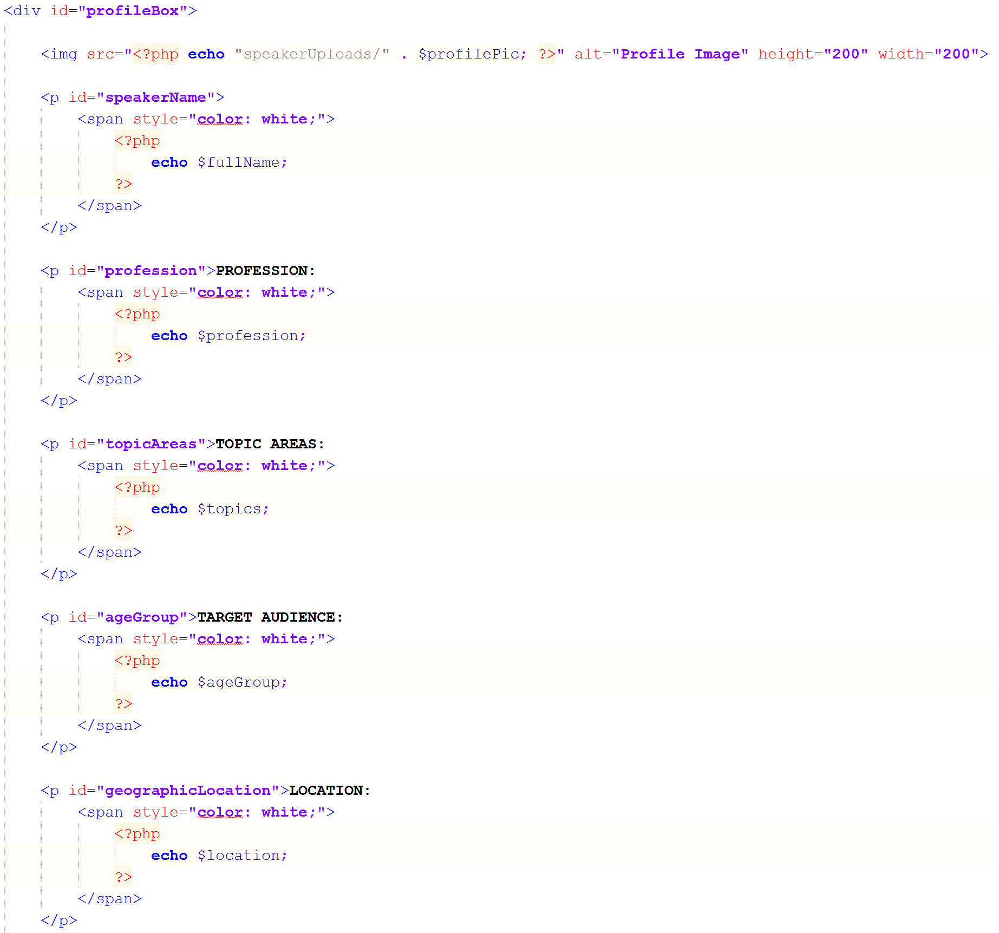 <div id="profileBox">
<img src="<?php echo "speakerUploads/" . $profilePic; ?>" alt="Profile Image" height="200" width="200">
<p id="speakerName">
<span style="color: white;">
<?php
echo $fullName;
?>
</span>
</p>
<p id="profession">PROFESSION:
<span style="color: white;">
<?php
echo $profession;
?>
</span>
</p>
<p id="topicAreas">TOPIC AREAS:
<span style="color: white;">
<?php
echo $topics;
?>
</span>
</p>
<p id="ageGroup">TARGET AUDIENCE:
<span style="color: white;">
<?php
echo $ageGroup;
?>
</span>
</p>
<p id="geographicLocation">LOCATION:
<span style="color: white;">
<?php
echo $location;
?>
</span>
</p>